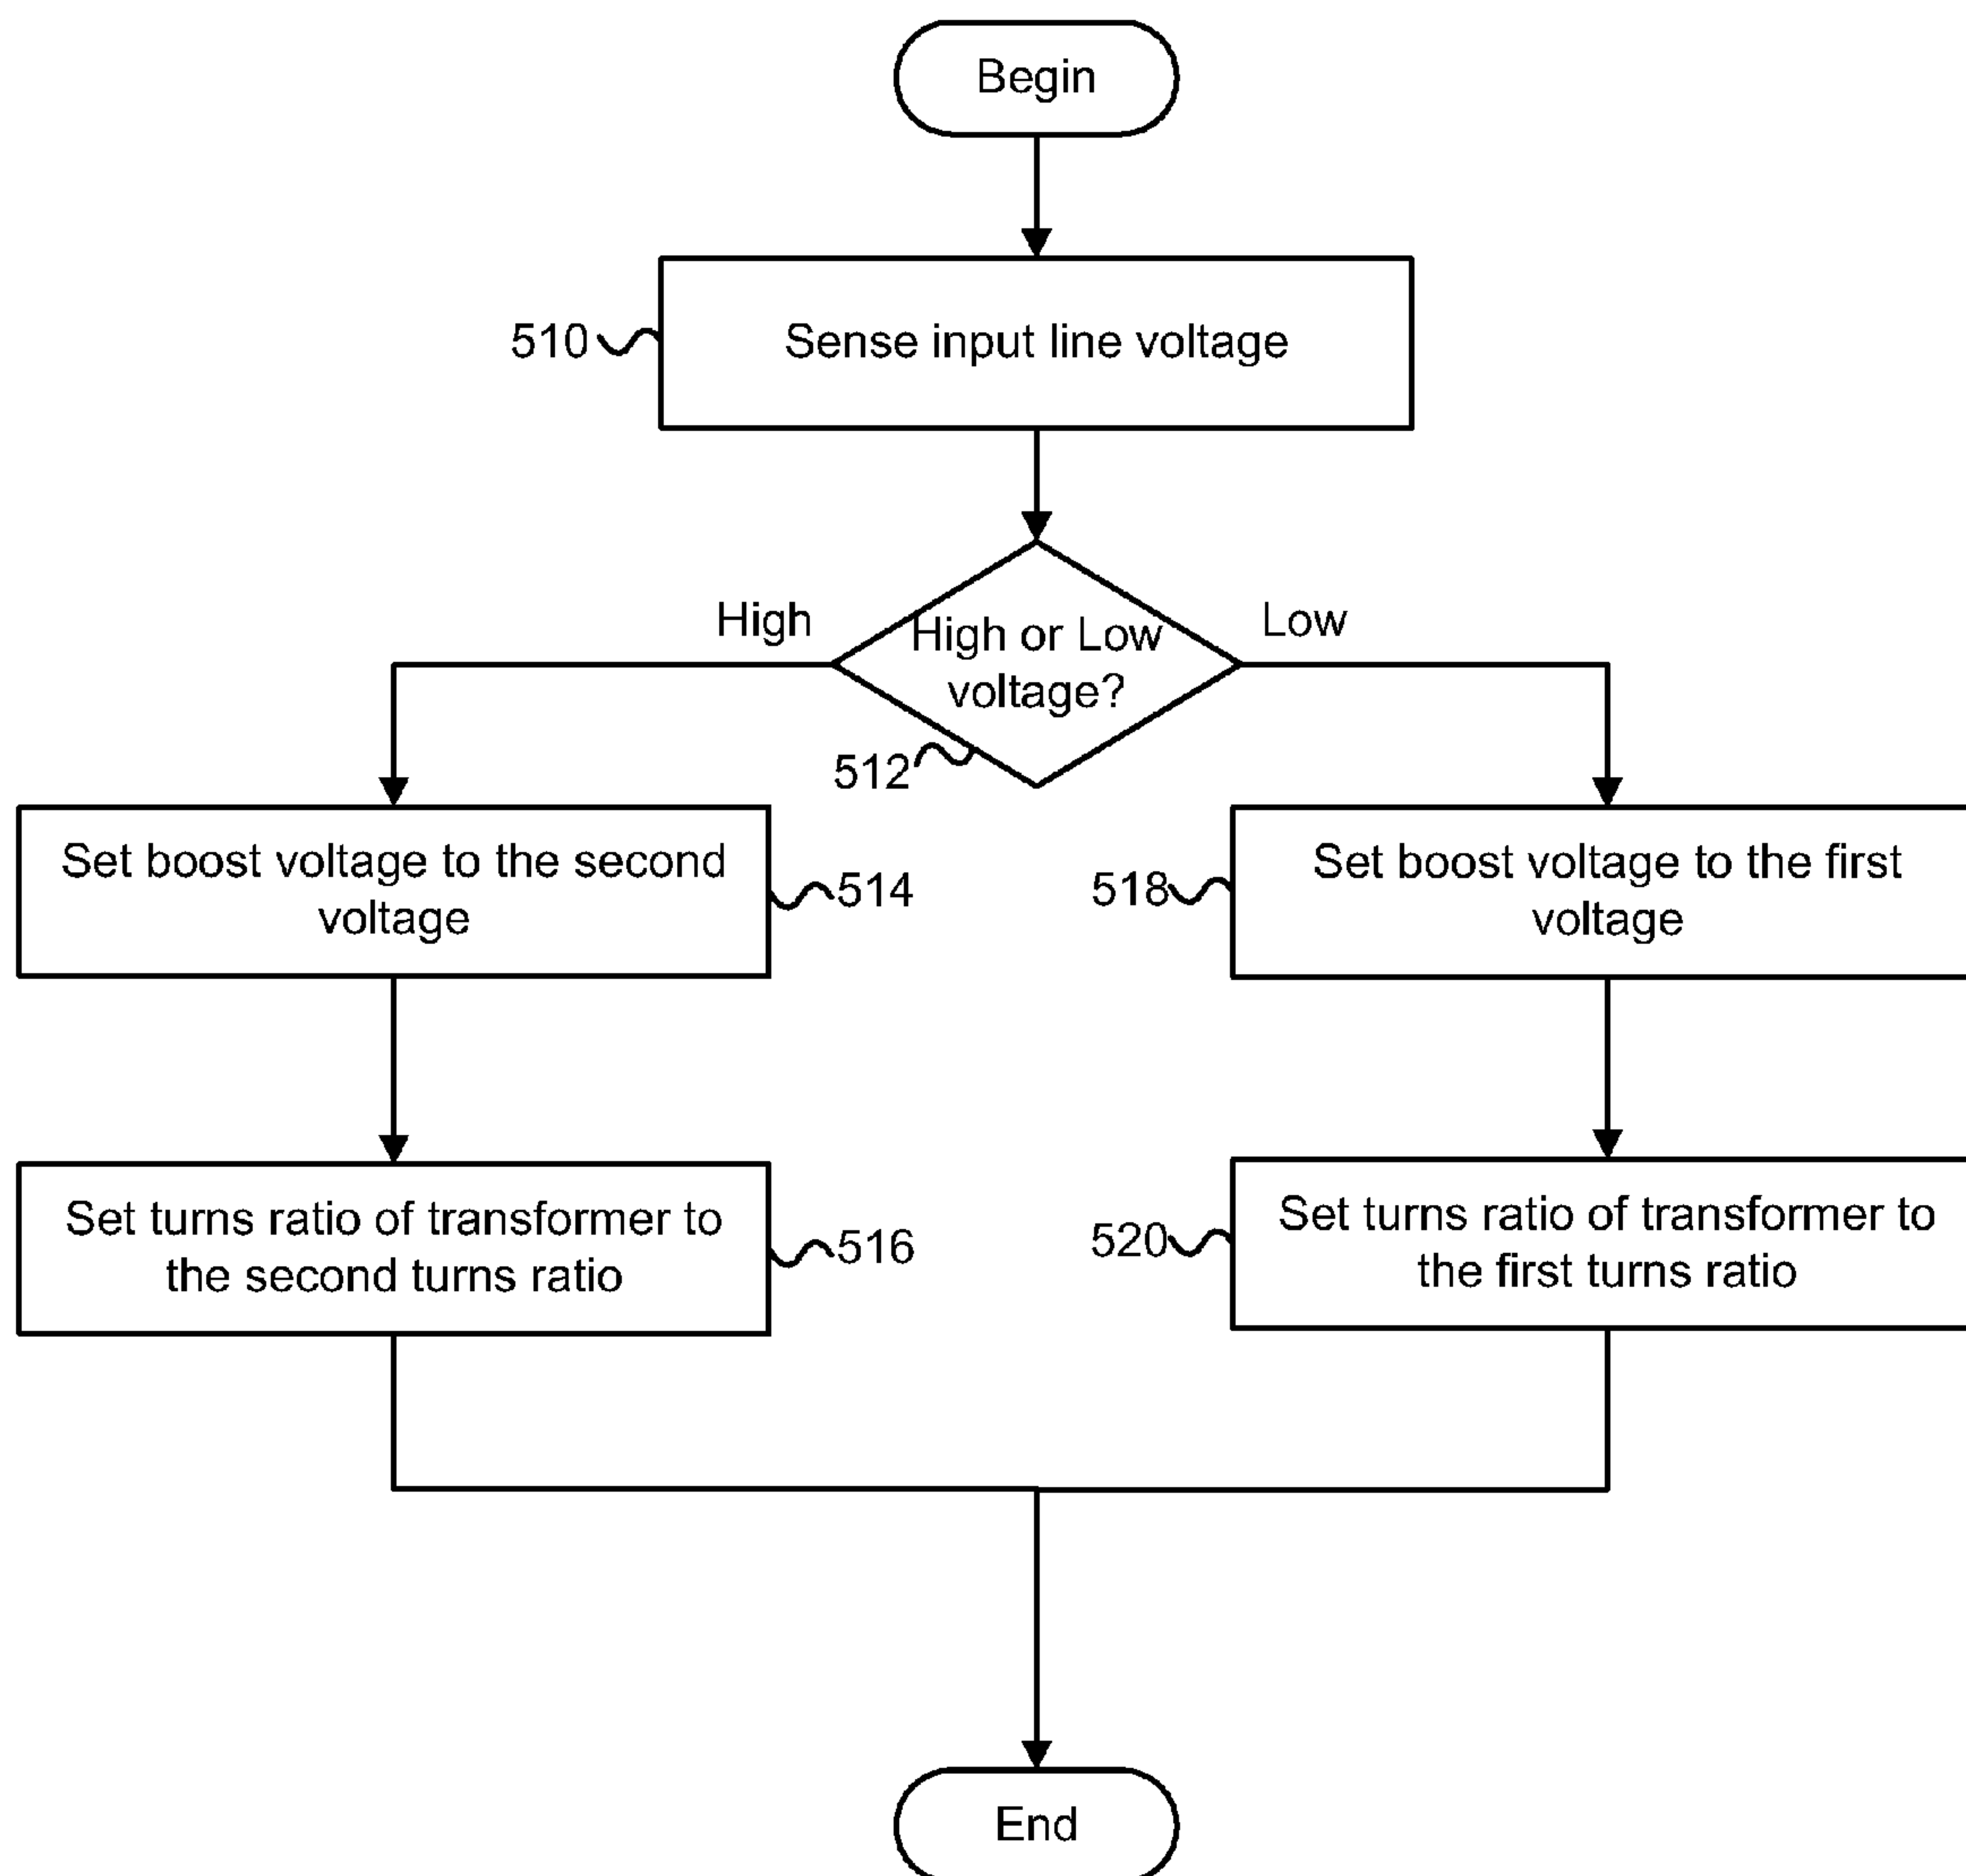 Begin
510
Sense input line voltage
High
High or Low
voltage?
Low
512
Set boost voltage to the second
voltage
514
518
Set boost voltage to the first
voltage
Set turns ratio of transformer to
the second turns ratio
516
520
Set turns ratio of transformer to
the first turns ratio
End